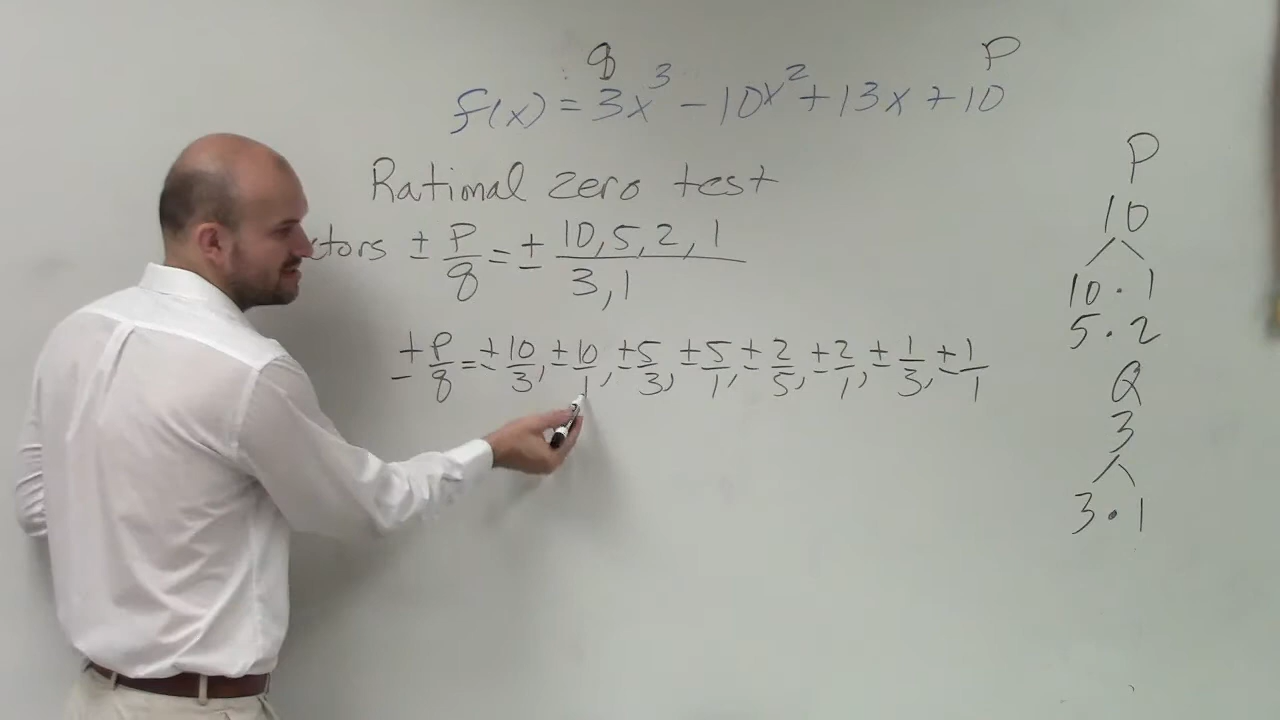 q P
f(x) = 3x³ - 10x² + 13x + 10
Rational zero test
ctors ± P/q = ± 10, 5, 2, 1 / 3, 1
± P/q = ± 10/3, ± 10/1, ± 5/3, ± 5/1, ± 2/5, ± 2/1, ± 1/3, ± 1/1
P
10
10 · 1
5 · 2
Q
3
3 · 1